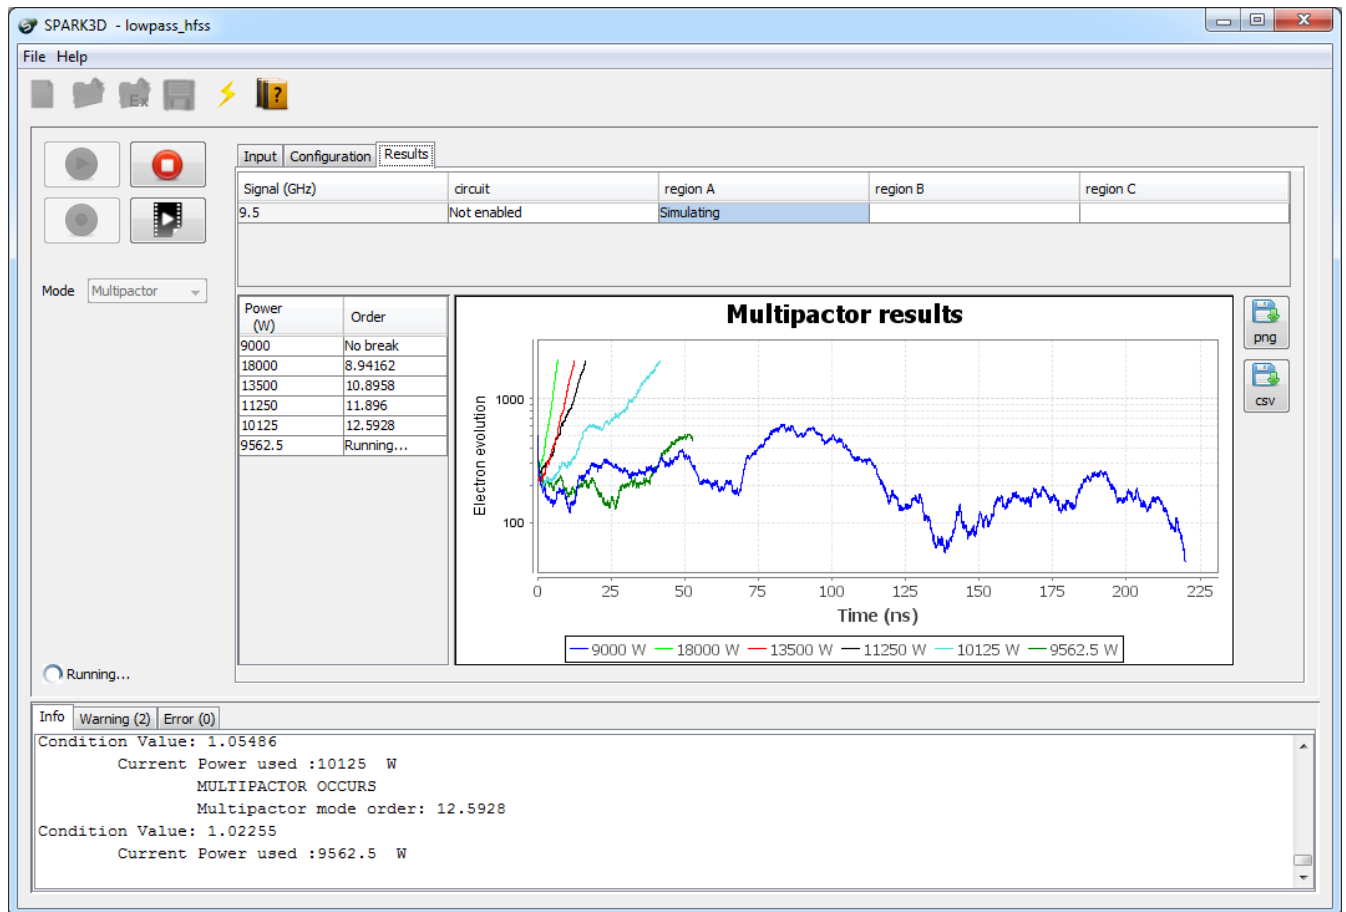 SPARK3D - lowpass_hfss
File Help
Ex
?
Input Configuration Results
Signal (GHz) circuit region A region B region C
9.5 Not enabled Simulating
Mode Multipactor
Power (W) Order
9000 No break
18000 8.94162
13500 10.8958
11250 11.896
10125 12.5928
9562.5 Running...
Multipactor results
Electron evolution
1000
100
0 25 50 75 100 125 150 175 200 225
Time (ns)
9000 W 18000 W 13500 W 11250 W 10125 W 9562.5 W
png
csv
Running...
Info Warning (2) Error (0)
Condition Value: 1.05486
Current Power used :10125 W
MULTIPACTOR OCCURS
Multipactor mode order: 12.5928
Condition Value: 1.02255
Current Power used :9562.5 W